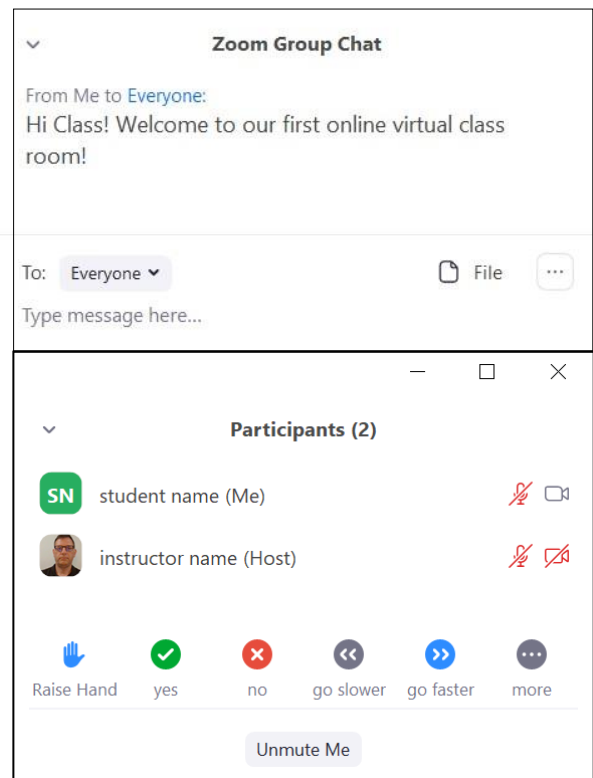 Zoom Group Chat
From Me to Everyone:
Hi Class! Welcome to our first online virtual class
room!
To: Everyone File ...
Type message here...
Participants (2)
SN student name (Me)
instructor name (Host)
Raise Hand yes no go slower go faster more
Unmute Me